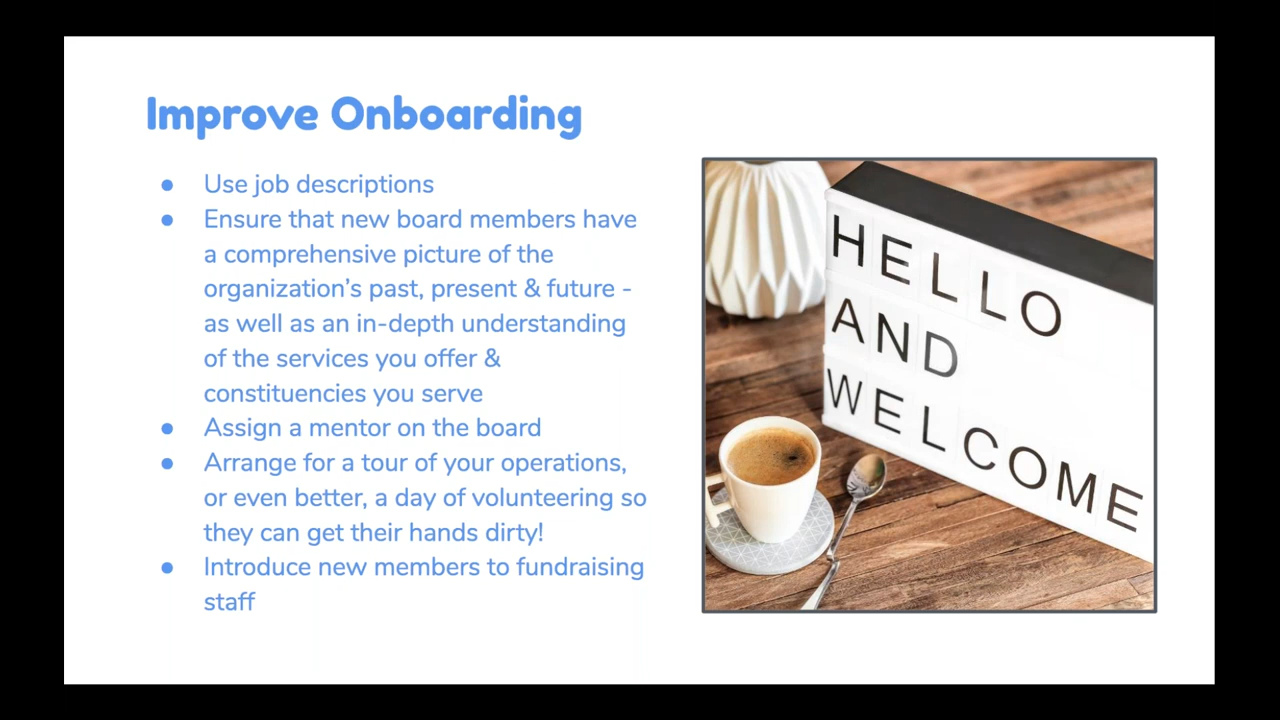 Improve Onboarding
● Use job descriptions
● Ensure that new board members have
a comprehensive picture of the
organization’s past, present & future -
as well as an in-depth understanding
of the services you offer &
constituencies you serve
● Assign a mentor on the board
● Arrange for a tour of your operations,
or even better, a day of volunteering so
they can get their hands dirty!
● Introduce new members to fundraising
staff
HELLO
AND
WELCOME